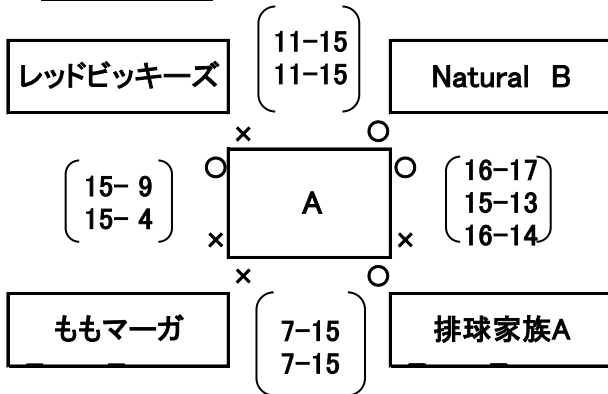 11-15
11-15
レッドビッキーズ
Natural B
× ○
○ ○
15- 9
15- 4
A
16-17
15-13
16-14
× ×
× ○
ももマーガ
7-15
7-15
排球家族A